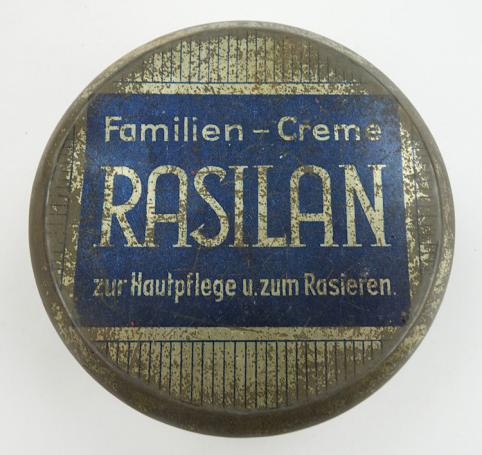 Familien – Creme
RASILAN
zur Hautpflege u. zum Rasieren.